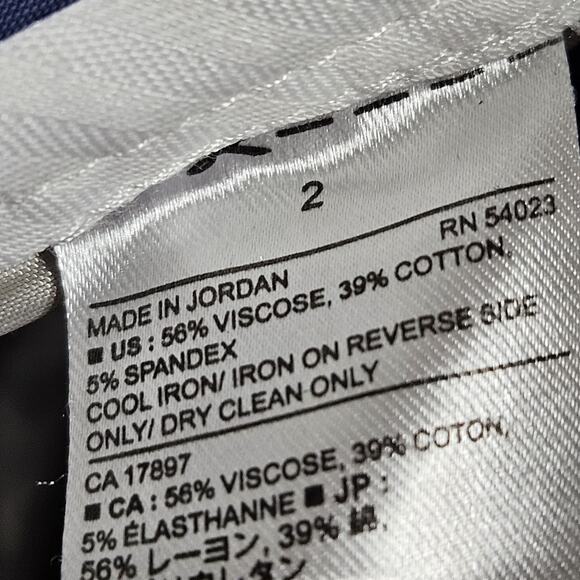 2
RN 54023
MADE IN JORDAN
■ US : 56% VISCOSE, 39% COTTON,
5% SPANDEX
COOL IRON/ IRON ON REVERSE SIDE
ONLY/ DRY CLEAN ONLY
CA 17897
■ CA : 56% VISCOSE, 39% COTON,
5% ÉLASTHANNE ■ JP :
56% レーヨン, 39% 綿,